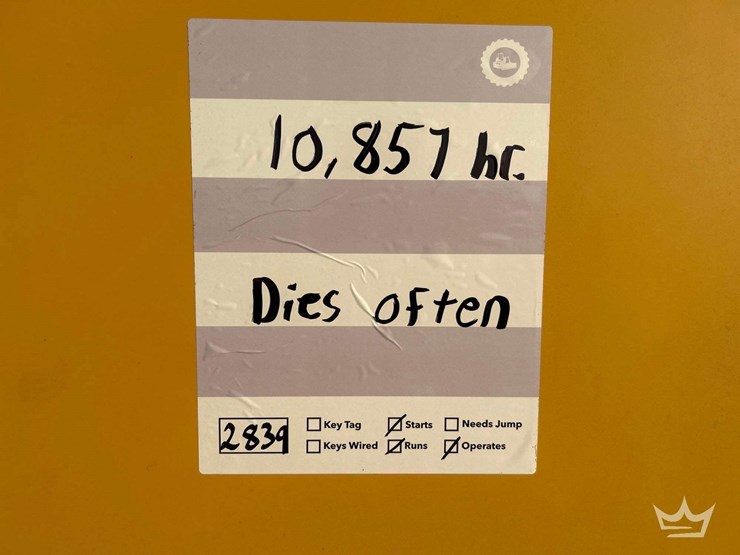 10,857 hr.
Dies often
2839 Key Tag Starts Needs Jump
Keys Wired Runs Operates